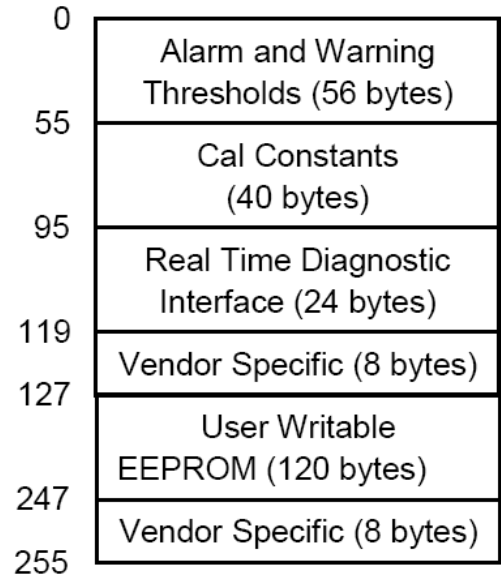 0
Alarm and Warning
Thresholds (56 bytes)
55
Cal Constants
(40 bytes)
95
Real Time Diagnostic
Interface (24 bytes)
119
Vendor Specific (8 bytes)
127
User Writable
EEPROM (120 bytes)
247
Vendor Specific (8 bytes)
255